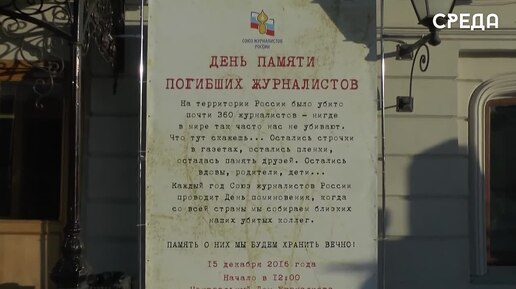 СРЕДА
СОЮЗ ЖУРНАЛИСТОВ
РОССИИ
ДЕНЬ ПАМЯТИ
ПОГИБШИХ ЖУРНАЛИСТОВ
На территории России было убито
почти 360 журналистов – нигде
в мире так часто нас не убивают.
Что тут скажешь... Остались строчки
в газетах, остались пленки,
осталась память друзей. Остались
вдовы, родители, дети...
Каждый год Союз журналистов России
проводит День поминовения, когда
со всей страны мы собираем близких
наших убитых коллег.
ПАМЯТЬ О НИХ МЫ БУДЕМ ХРАНИТЬ ВЕЧНО!
15 декабря 2016 года
Начало в 12:00
Центральный Дом Журналиста